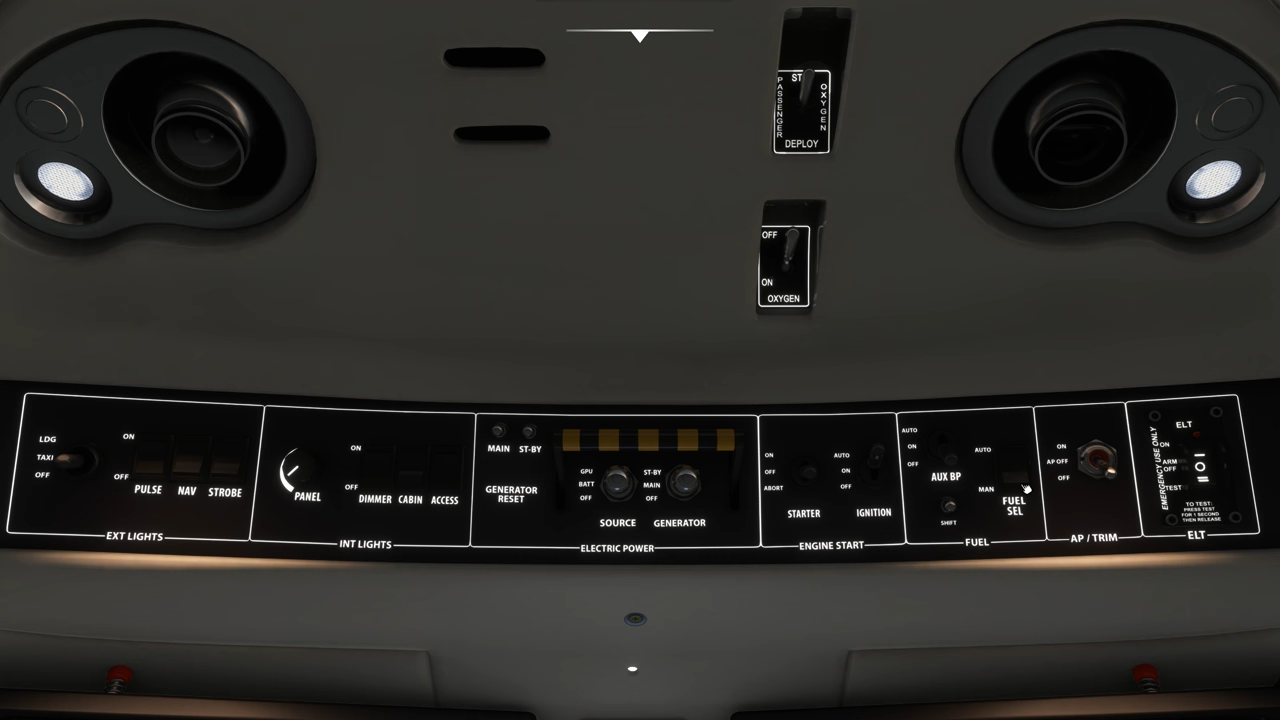 ST
PASSENGER
OXYGEN
DEPLOY
OFF
ON
OXYGEN
LDG
TAXI
OFF
ON
OFF
PULSE
NAV
STROBE
EXT LIGHTS
PANEL
ON
OFF
DIMMER
CABIN
ACCESS
INT LIGHTS
MAIN
ST-BY
GENERATOR
RESET
GPU
BATT
OFF
SOURCE
ST-BY
MAIN
OFF
GENERATOR
ELECTRIC POWER
ON
OFF
ABORT
STARTER
AUTO
ON
OFF
IGNITION
ENGINE START
AUTO
ON
OFF
AUX BP
SHIFT
AUTO
MAN
FUEL
SEL
FUEL
ON
AP OFF
OFF
AP / TRIM
EMERGENCY USE ONLY
ELT
ON
ARM
OFF
TEST
TO TEST:
PRESS TEST
FOR 1 SECOND
THEN RELEASE
ELT